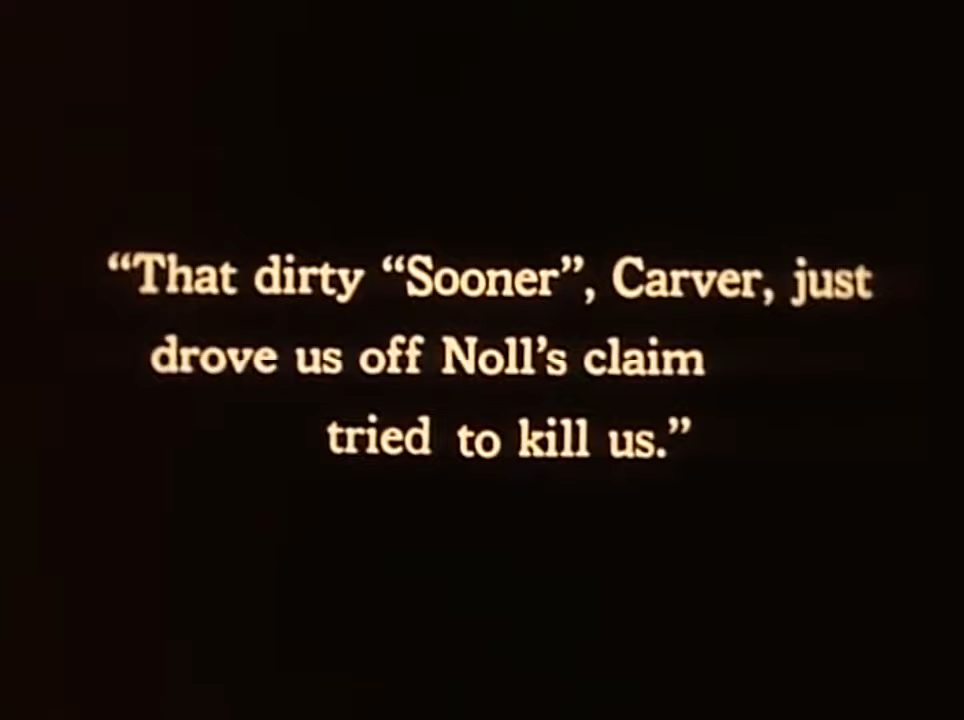 “That dirty “Sooner”, Carver, just
drove us off Noll’s claim
tried to kill us.”